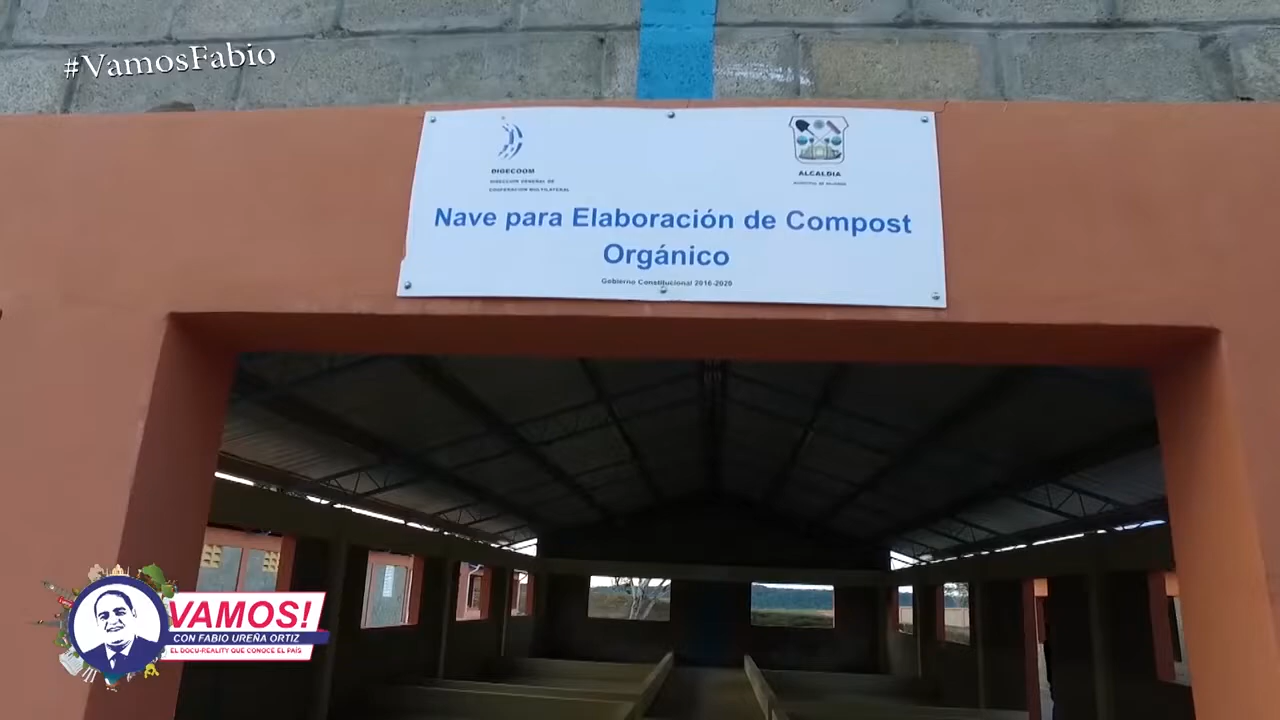 #VamosFabio
DIGECOOM
DIRECCIÓN GENERAL DE
COOPERACIÓN MULTILATERAL
ALCALDIA
Nave para Elaboración de Compost
Orgánico
Gobierno Constitucional 2016-2020
VAMOS!
CON FABIO UREÑA ORTIZ
EL DOCU-REALITY QUE CONOCE EL PAÍS